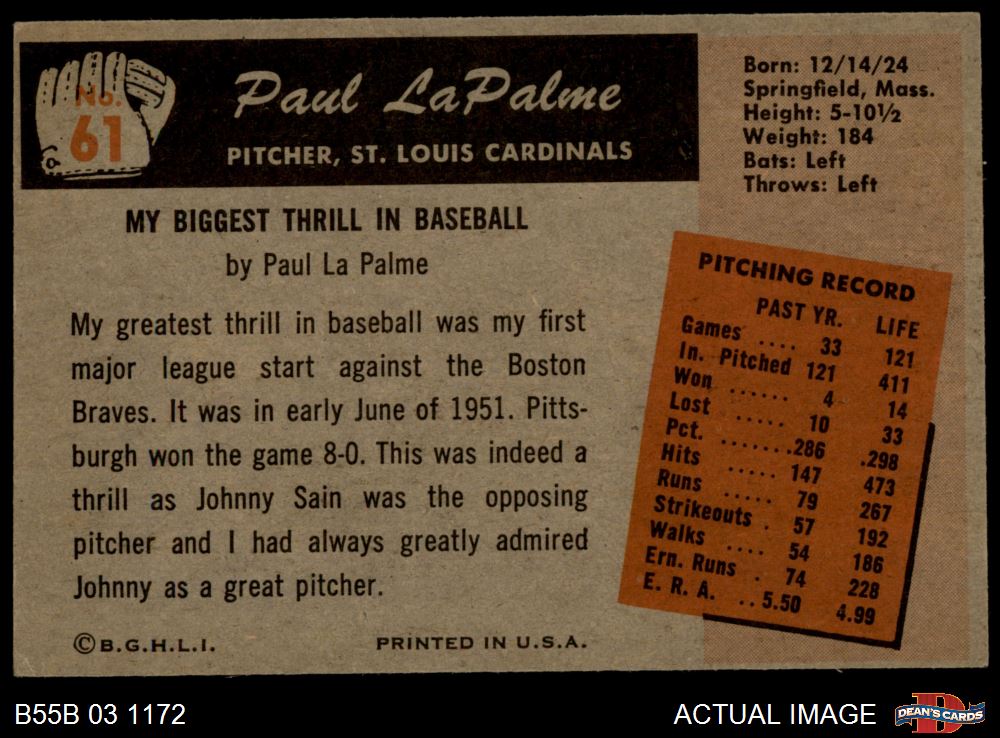 No.
61
Paul LaPalme
PITCHER, ST. LOUIS CARDINALS
Born: 12/14/24
Springfield, Mass.
Height: 5-10½
Weight: 184
Bats: Left
Throws: Left
MY BIGGEST THRILL IN BASEBALL
by Paul La Palme
My greatest thrill in baseball was my first
major league start against the Boston
Braves. It was in early June of 1951. Pitts-
burgh won the game 8-0. This was indeed a
thrill as Johnny Sain was the opposing
pitcher and I had always greatly admired
Johnny as a great pitcher.
PITCHING RECORD
PAST YR. LIFE
Games .... 33 121
In. Pitched 121 411
Won ...... 4 14
Lost ..... 10 33
Pct. .......286 .298
Hits ..... 147 473
Runs ..... 79 267
Strikeouts . 57 192
Walks .... 54 186
Ern. Runs . 74 228
E. R. A. ..5.50 4.99
©B.G.H.L.I. PRINTED IN U.S.A.
B55B 03 1172
ACTUAL IMAGE
DEAN'S CARDS